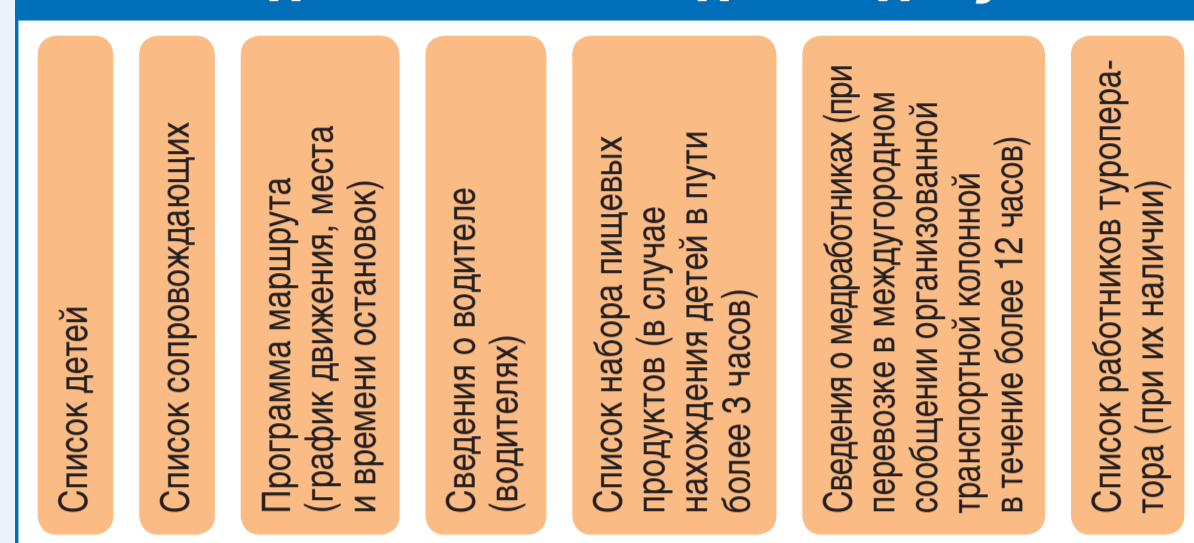 Список детей
Список сопровождающих
Программа маршрута
(график движения, места
и времени остановок)
Сведения о водителе
(водителях)
Список набора пищевых
продуктов (в случае
нахождения детей в пути
более 3 часов)
Сведения о медработниках (при
перевозке в междугородном
сообщении организованной
транспортной колонной
в течение более 12 часов)
Список работников туропера-
тора (при их наличии)